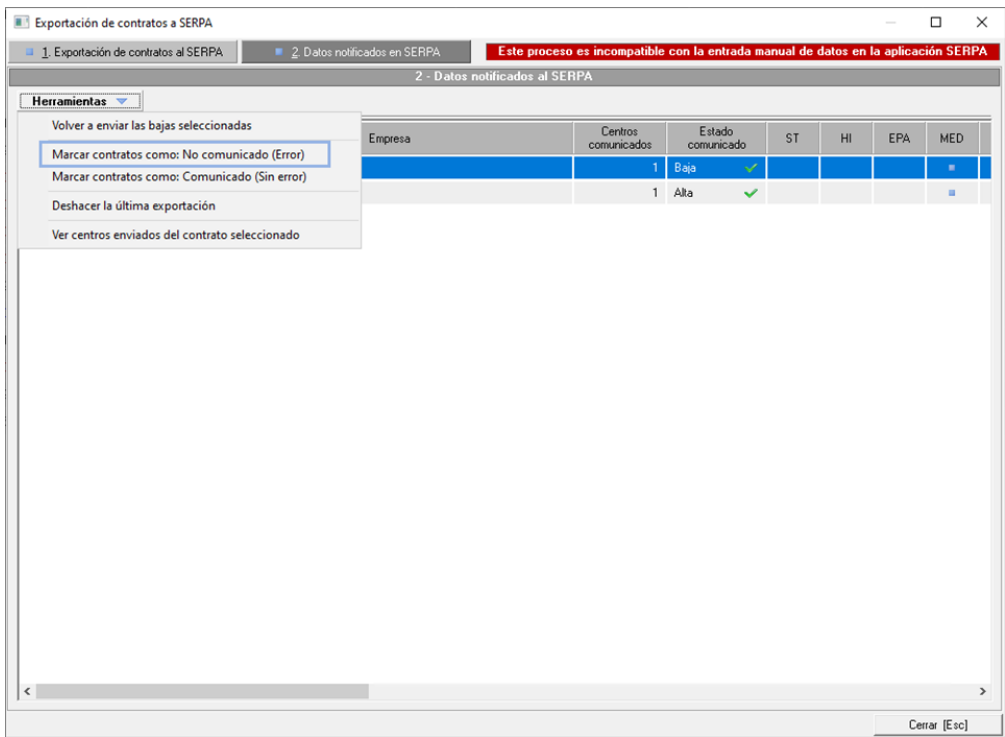 Exportación de contratos a SERPA
1. Exportación de contratos al SERPA
2. Datos notificados en SERPA
Este proceso es incompatible con la entrada manual de datos en la aplicación SERPA
2 - Datos notificados al SERPA
Herramientas
Volver a enviar las bajas seleccionadas
Marcar contratos como: No comunicado (Error)
Marcar contratos como: Comunicado (Sin error)
Deshacer la última exportación
Ver centros enviados del contrato seleccionado
Empresa
Centros
comunicados
Estado
comunicado
ST
HI
EPA
MED
1 Baja
1 Alta
Cerrar [Esc]